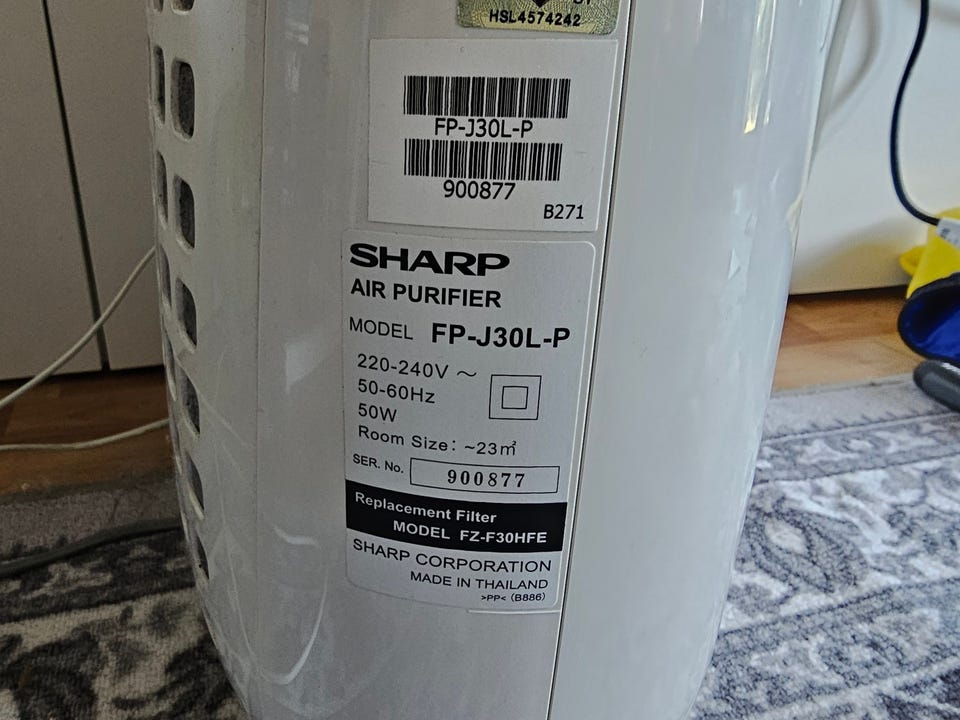 HSL4574242
FP-J30L-P
900877
B271
SHARP
AIR PURIFIER
MODEL FP-J30L-P
220-240V ～
50-60Hz
50W
Room Size: ~23㎡
SER. No. 900877
Replacement Filter
MODEL FZ-F30HFE
SHARP CORPORATION
MADE IN THAILAND
>PP< (B886)